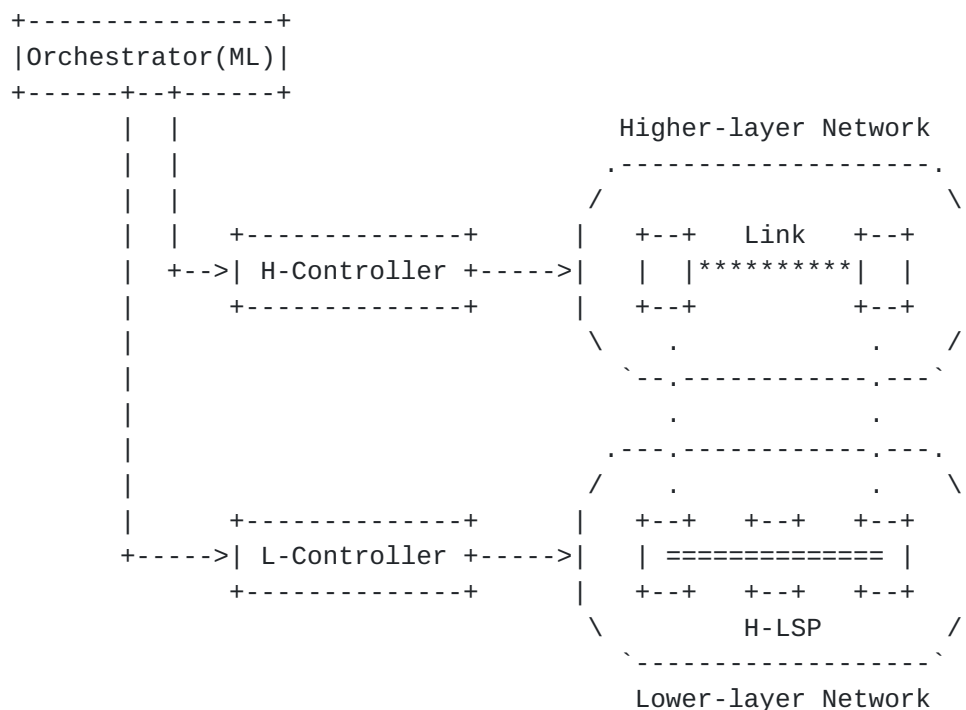 Orchestrator(ML)
Higher-layer Network
Link
H-Controller
L-Controller
H-LSP
Lower-layer Network